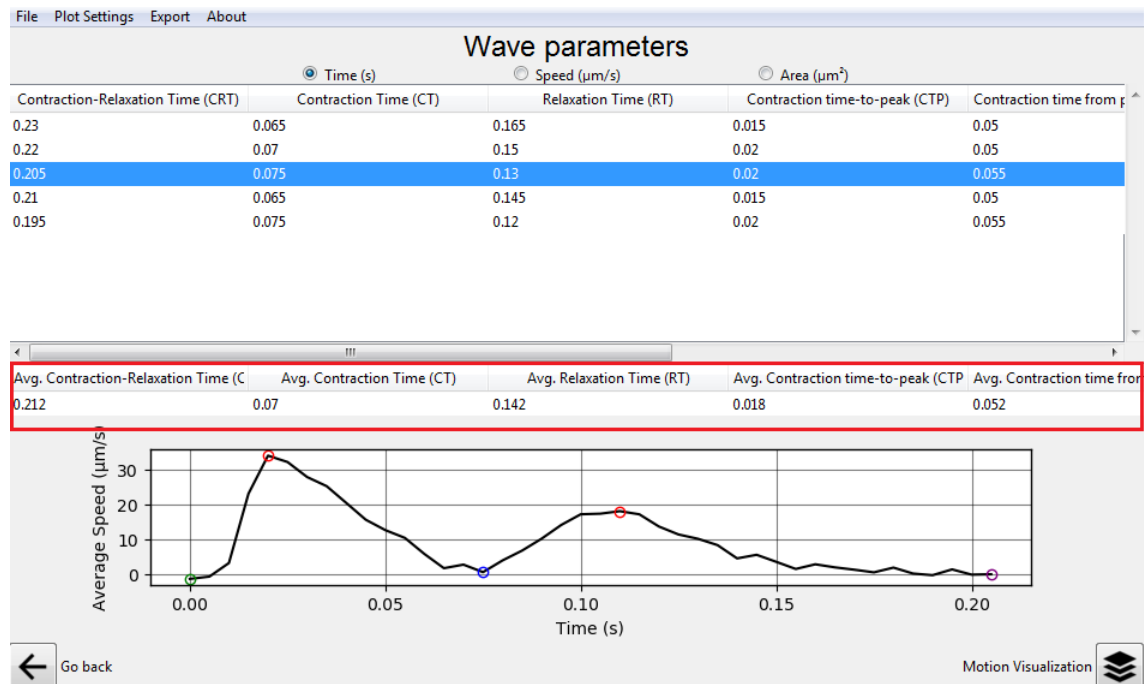 File Plot Settings Export About
Wave parameters
Time (s) Speed (µm/s) Area (µm²)
Contraction-Relaxation Time (CRT) Contraction Time (CT) Relaxation Time (RT) Contraction time-to-peak (CTP) Contraction time from p
0.23 0.065 0.165 0.015 0.05
0.22 0.07 0.15 0.02 0.05
0.205 0.075 0.13 0.02 0.055
0.21 0.065 0.145 0.015 0.05
0.195 0.075 0.12 0.02 0.055
Avg. Contraction-Relaxation Time (C Avg. Contraction Time (CT) Avg. Relaxation Time (RT) Avg. Contraction time-to-peak (CTP Avg. Contraction time fror
0.212 0.07 0.142 0.018 0.052
Average Speed (µm/s)
30
20
10
0
0.00 0.05 0.10 0.15 0.20
Time (s)
Go back Motion Visualization